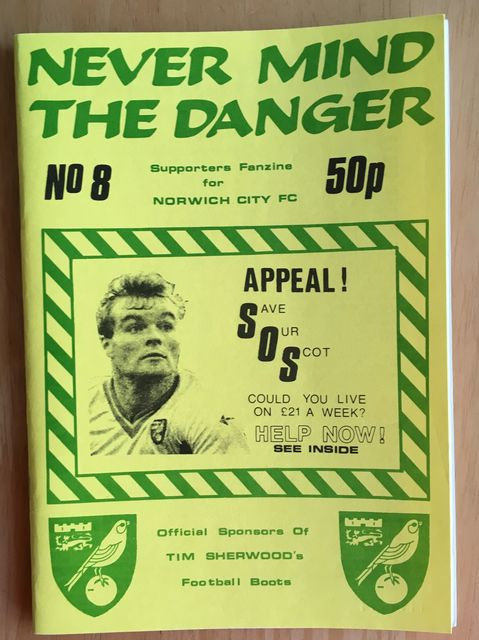 NEVER MIND
THE DANGER
No 8
Supporters Fanzine
for
NORWICH CITY FC
50p
APPEAL!
SAVE
OUR
SCOT
COULD YOU LIVE
ON £21 A WEEK?
HELP NOW!
SEE INSIDE
Official Sponsors Of
TIM SHERWOOD's
Football Boots